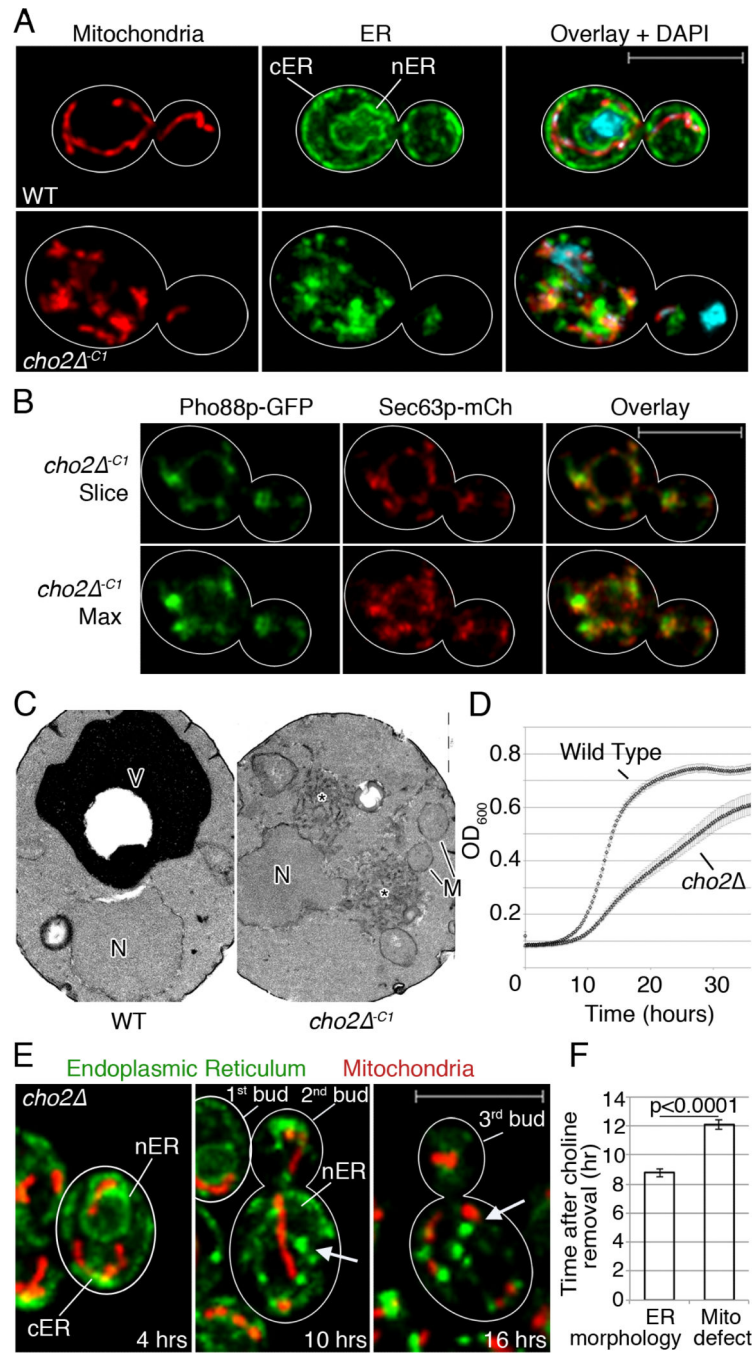 A
Mitochondria ER Overlay + DAPI
cER nER
WT
cho2Δ-C1
B
Pho88p-GFP Sec63p-mCh Overlay
cho2Δ-C1
Slice
cho2Δ-C1
Max
C
V
N
WT
*
N
*
M
cho2Δ-C1
D
OD600
0.8
0.6
0.4
0.2
0
10 20 30
Time (hours)
Wild Type
cho2Δ
E
Endoplasmic Reticulum Mitochondria
cho2Δ
nER
cER
4 hrs
1st bud 2nd bud
nER
10 hrs
3rd bud
16 hrs
F
Time after choline
removal (hr)
14
12
10
8
6
4
2
0
p<0.0001
ER Mito
morphology defect